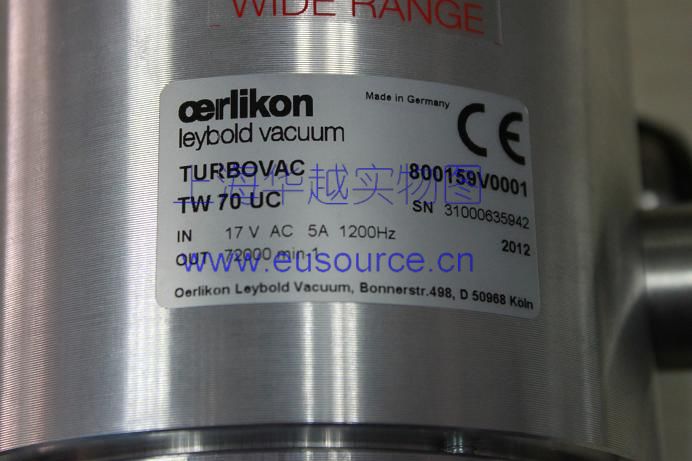 WIDE RANGE
oerlikon
leybold vacuum
Made in Germany
CE
TURBOVAC
800159V0001
TW 70 UC
SN 31000635942
IN 17 V AC 5A 1200Hz
2012
OUT 72000 min-1
Oerlikon Leybold Vacuum, Bonnerstr.498, D 50968 Köln
上海华越实物图
www.eusource.cn